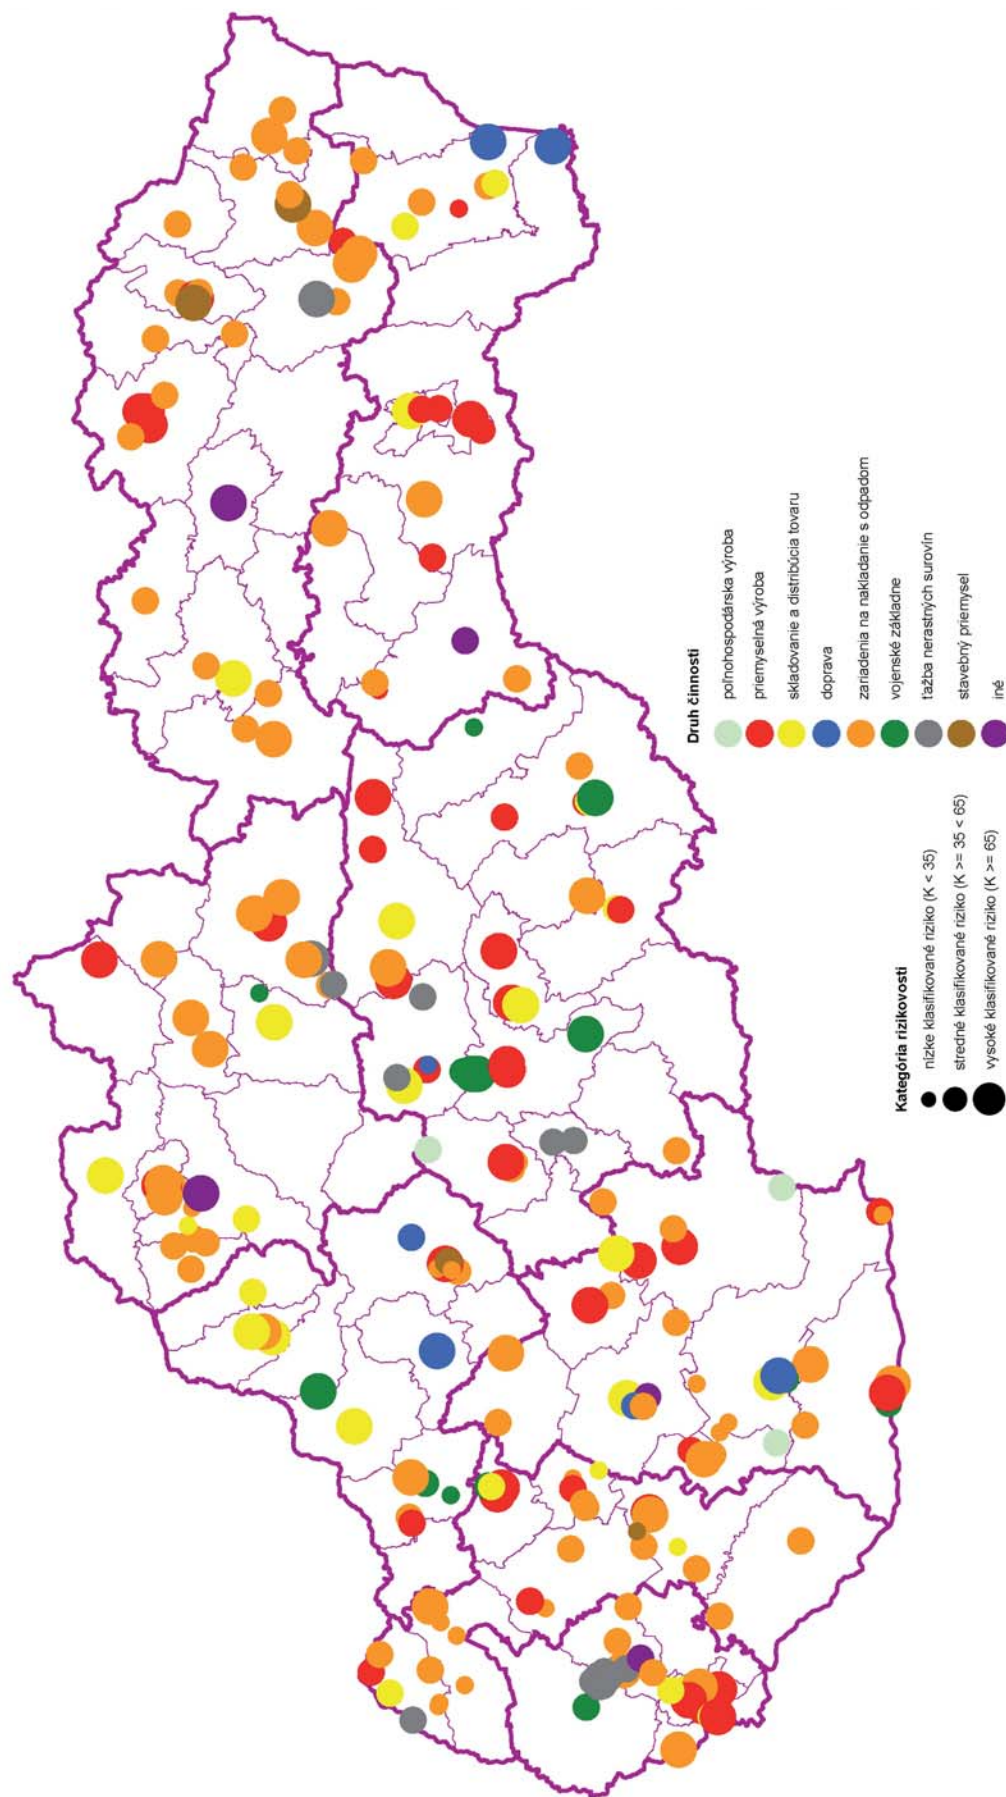 Druh činnosti
poľnohospodárska výroba
priemyselná výroba
skladovanie a distribúcia tovaru
doprava
zariadenia na nakladanie s odpadom
vojenské základne
ťažba nerastných surovín
stavebný priemysel
iné
Kategória rizikovosti
nízke klasifikované riziko (K < 35)
stredné klasifikované riziko (K >= 35 < 65)
vysoké klasifikované riziko (K >= 65)